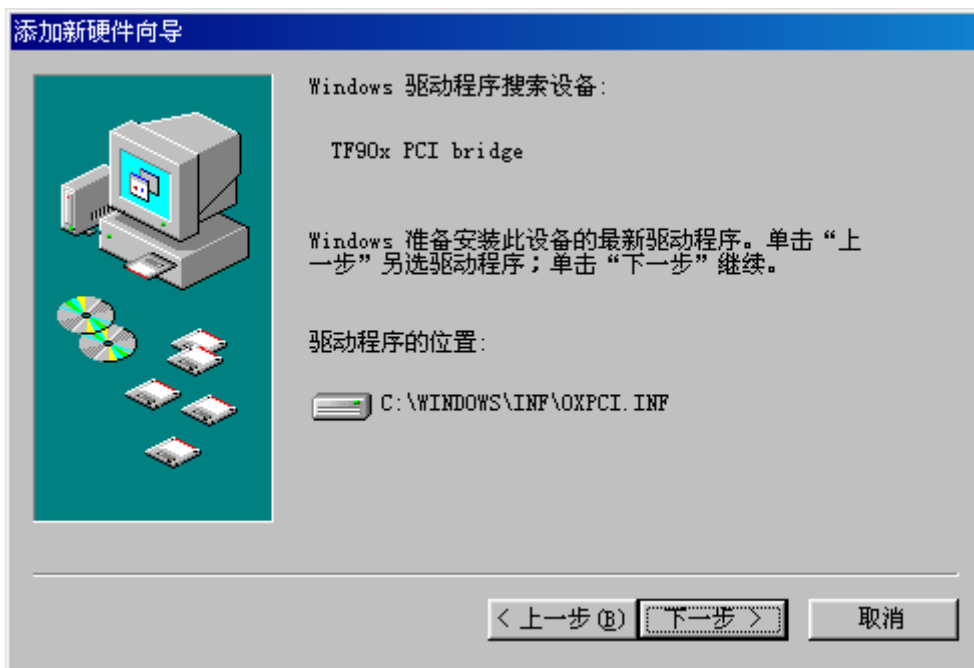 添加新硬件向导
Windows 驱动程序搜索设备:
TF90x PCI bridge
Windows 准备安装此设备的最新驱动程序。单击“上
一步”另选驱动程序；单击“下一步”继续。
驱动程序的位置:
C:\WINDOWS\INF\OXPCI.INF
< 上一步(B) 下一步 > 取消